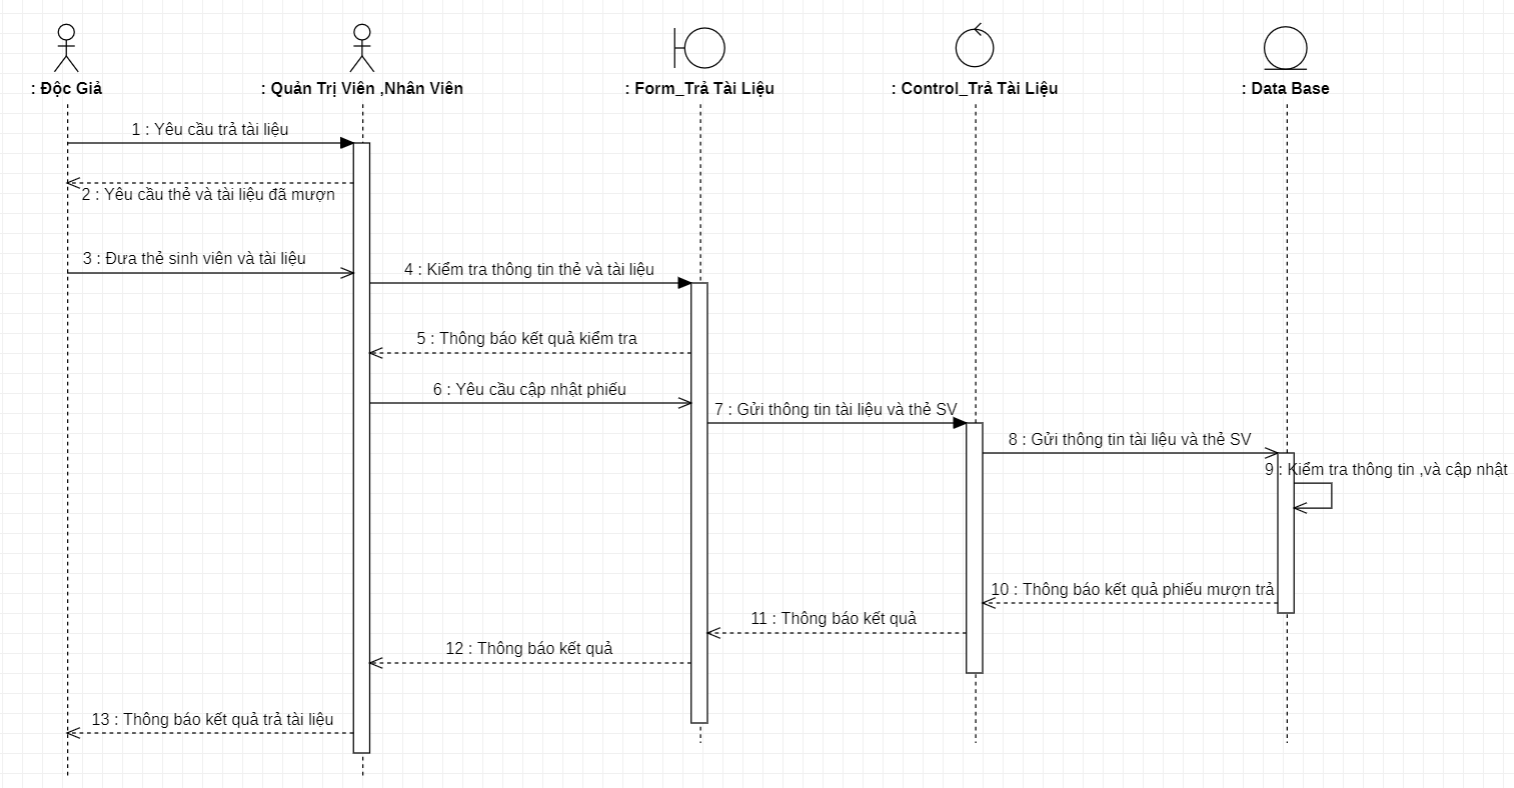 : Độc Giả
: Quản Trị Viên ,Nhân Viên
: Form_Trả Tài Liệu
: Control_Trả Tài Liệu
: Data Base
1 : Yêu cầu trả tài liệu
2 : Yêu cầu thẻ và tài liệu đã mượn
3 : Đưa thẻ sinh viên và tài liệu
4 : Kiểm tra thông tin thẻ và tài liệu
5 : Thông báo kết quả kiểm tra
6 : Yêu cầu cập nhật phiếu
7 : Gửi thông tin tài liệu và thẻ SV
8 : Gửi thông tin tài liệu và thẻ SV
9 : Kiểm tra thông tin ,và cập nhật
10 : Thông báo kết quả phiếu mượn trả
11 : Thông báo kết quả
12 : Thông báo kết quả
13 : Thông báo kết quả trả tài liệu